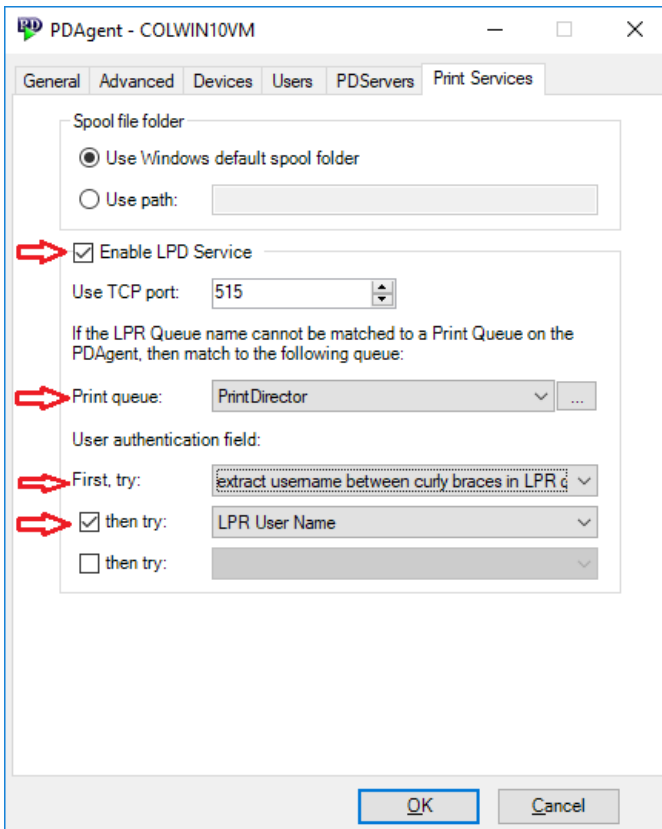 PDAgent - COLWIN10VM
General Advanced Devices Users PDServers Print Services
Spool file folder
Use Windows default spool folder
Use path:
Enable LPD Service
Use TCP port: 515
If the LPR Queue name cannot be matched to a Print Queue on the
PDAgent, then match to the following queue:
Print queue: PrintDirector ...
User authentication field:
First, try: extract username between curly braces in LPR
then try: LPR User Name
then try:
OK Cancel